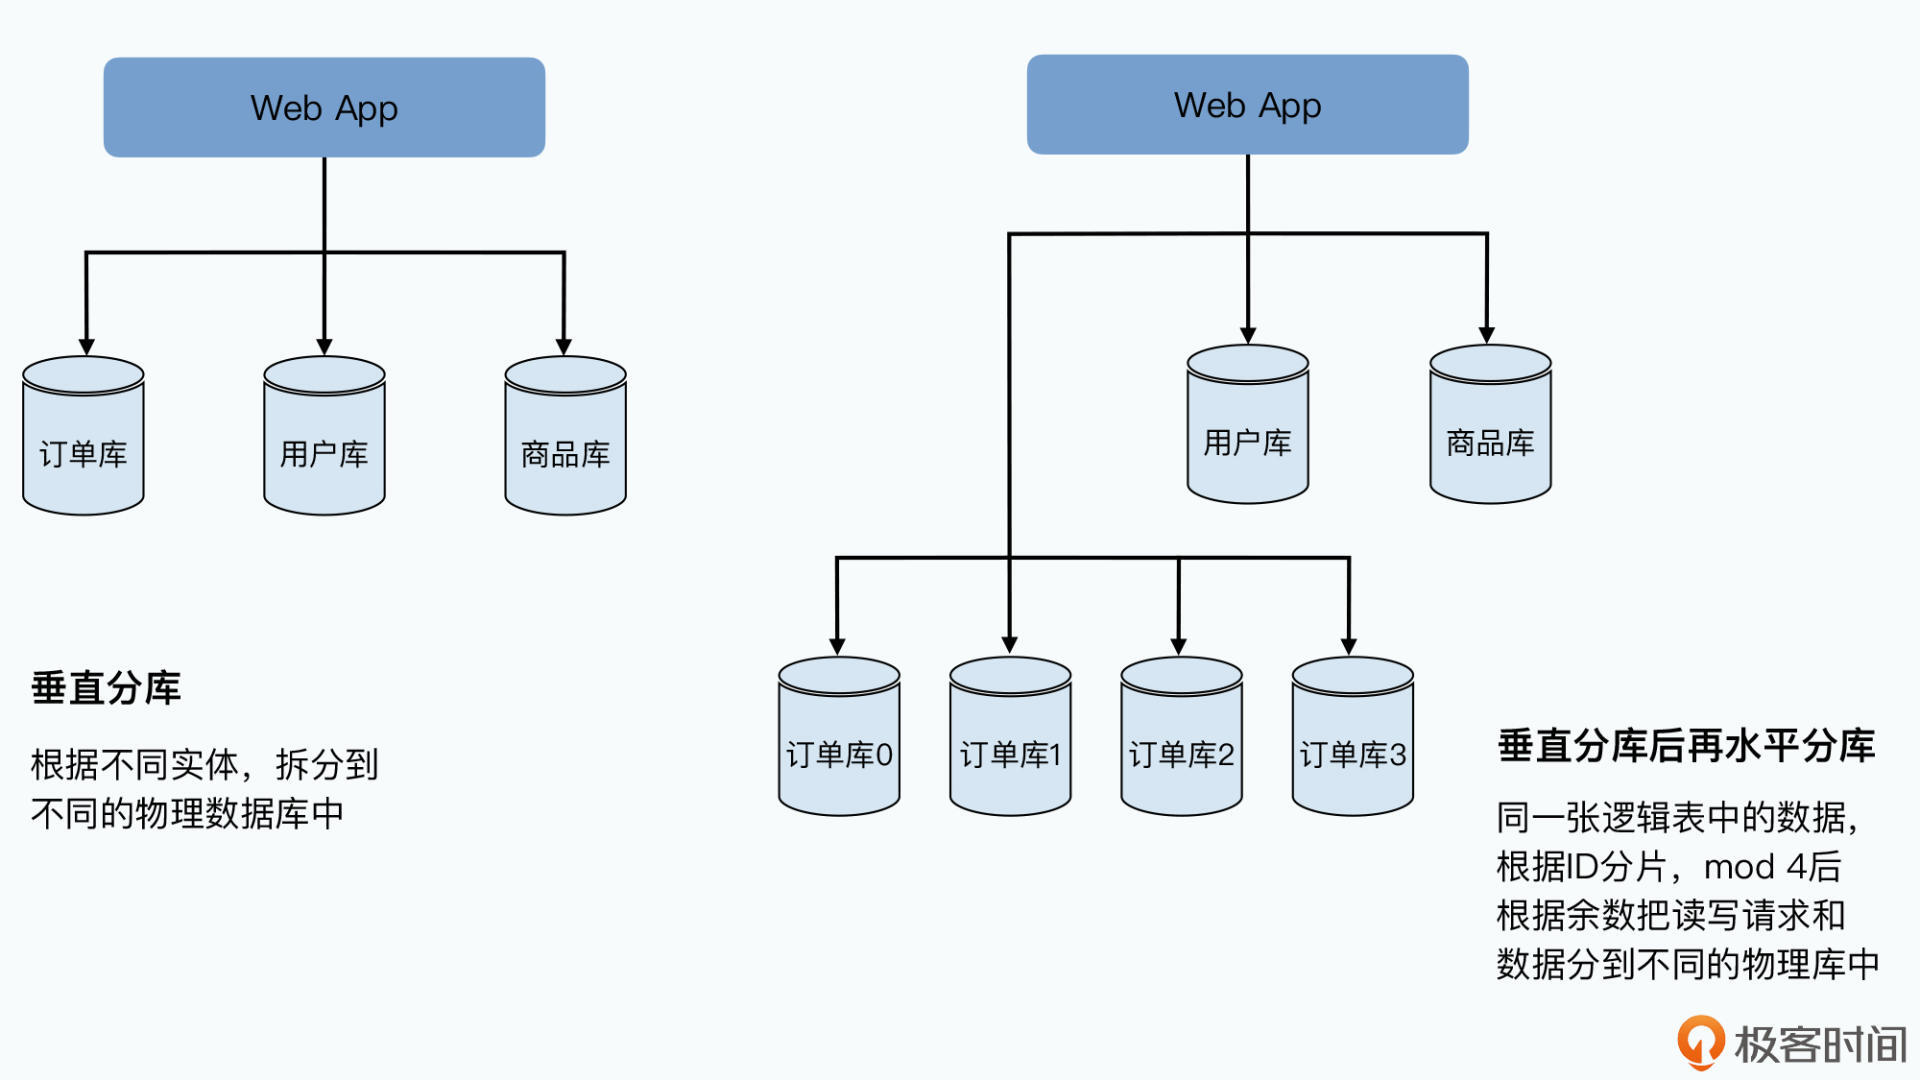 Web App
订单库
用户库
商品库
垂直分库
根据不同实体，拆分到
不同的物理数据库中
Web App
用户库
商品库
订单库0
订单库1
订单库2
订单库3
垂直分库后再水平分库
同一张逻辑表中的数据，
根据ID分片，mod 4后
根据余数把读写请求和
数据分到不同的物理库中
极客时间